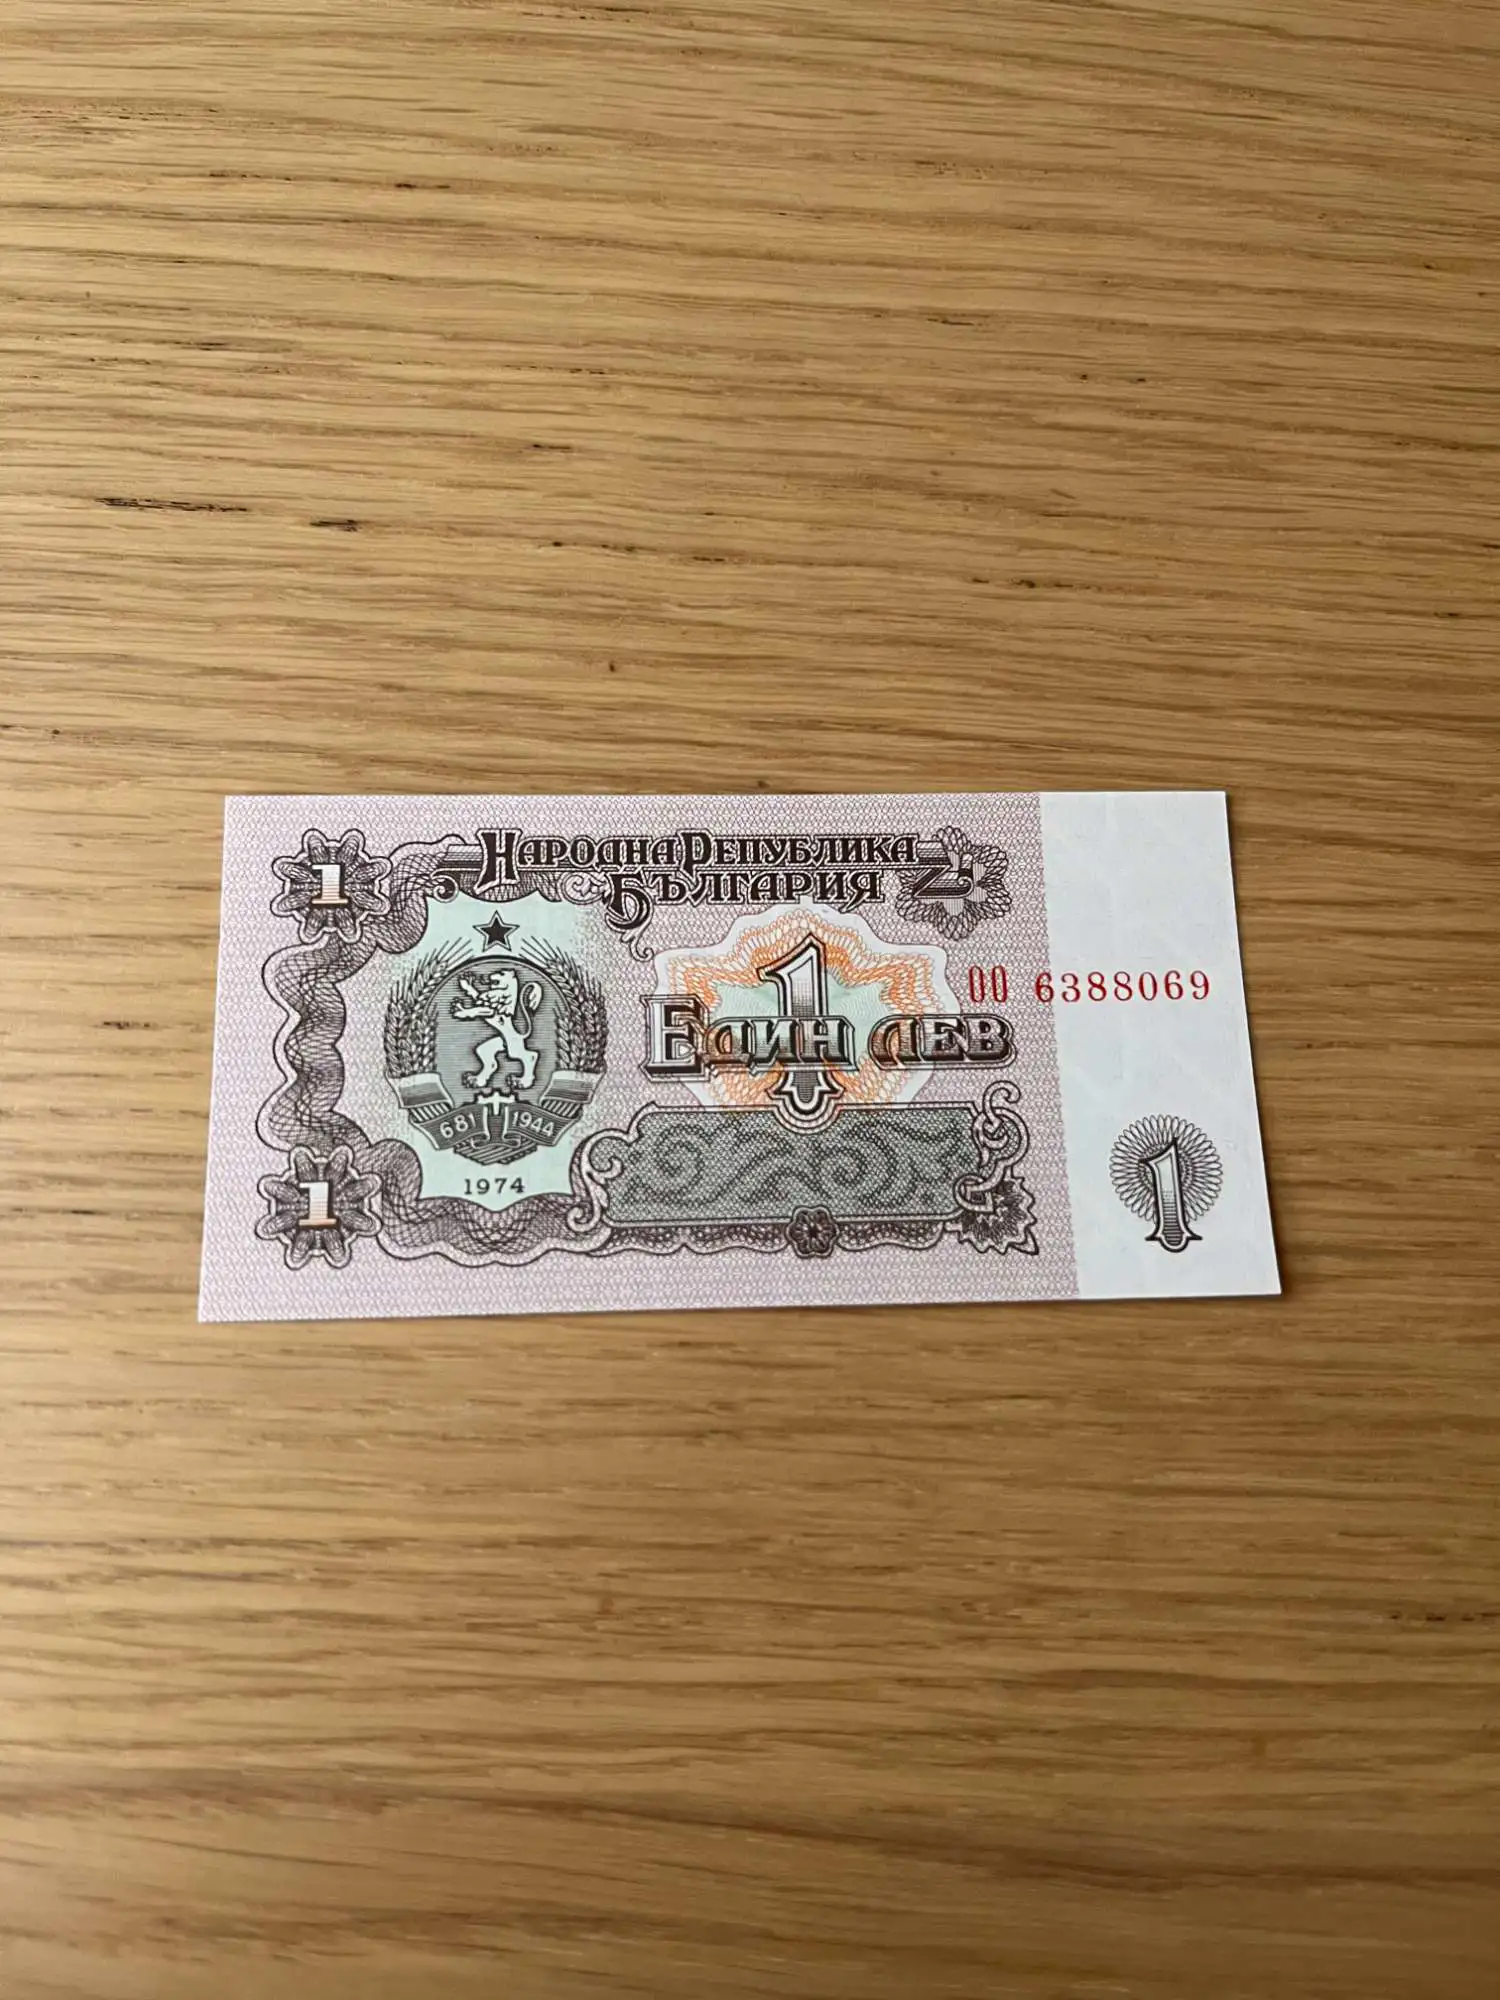 1
Народна Република
България
1
Един лев
ОО 6388069
681 1944
1974
1
1